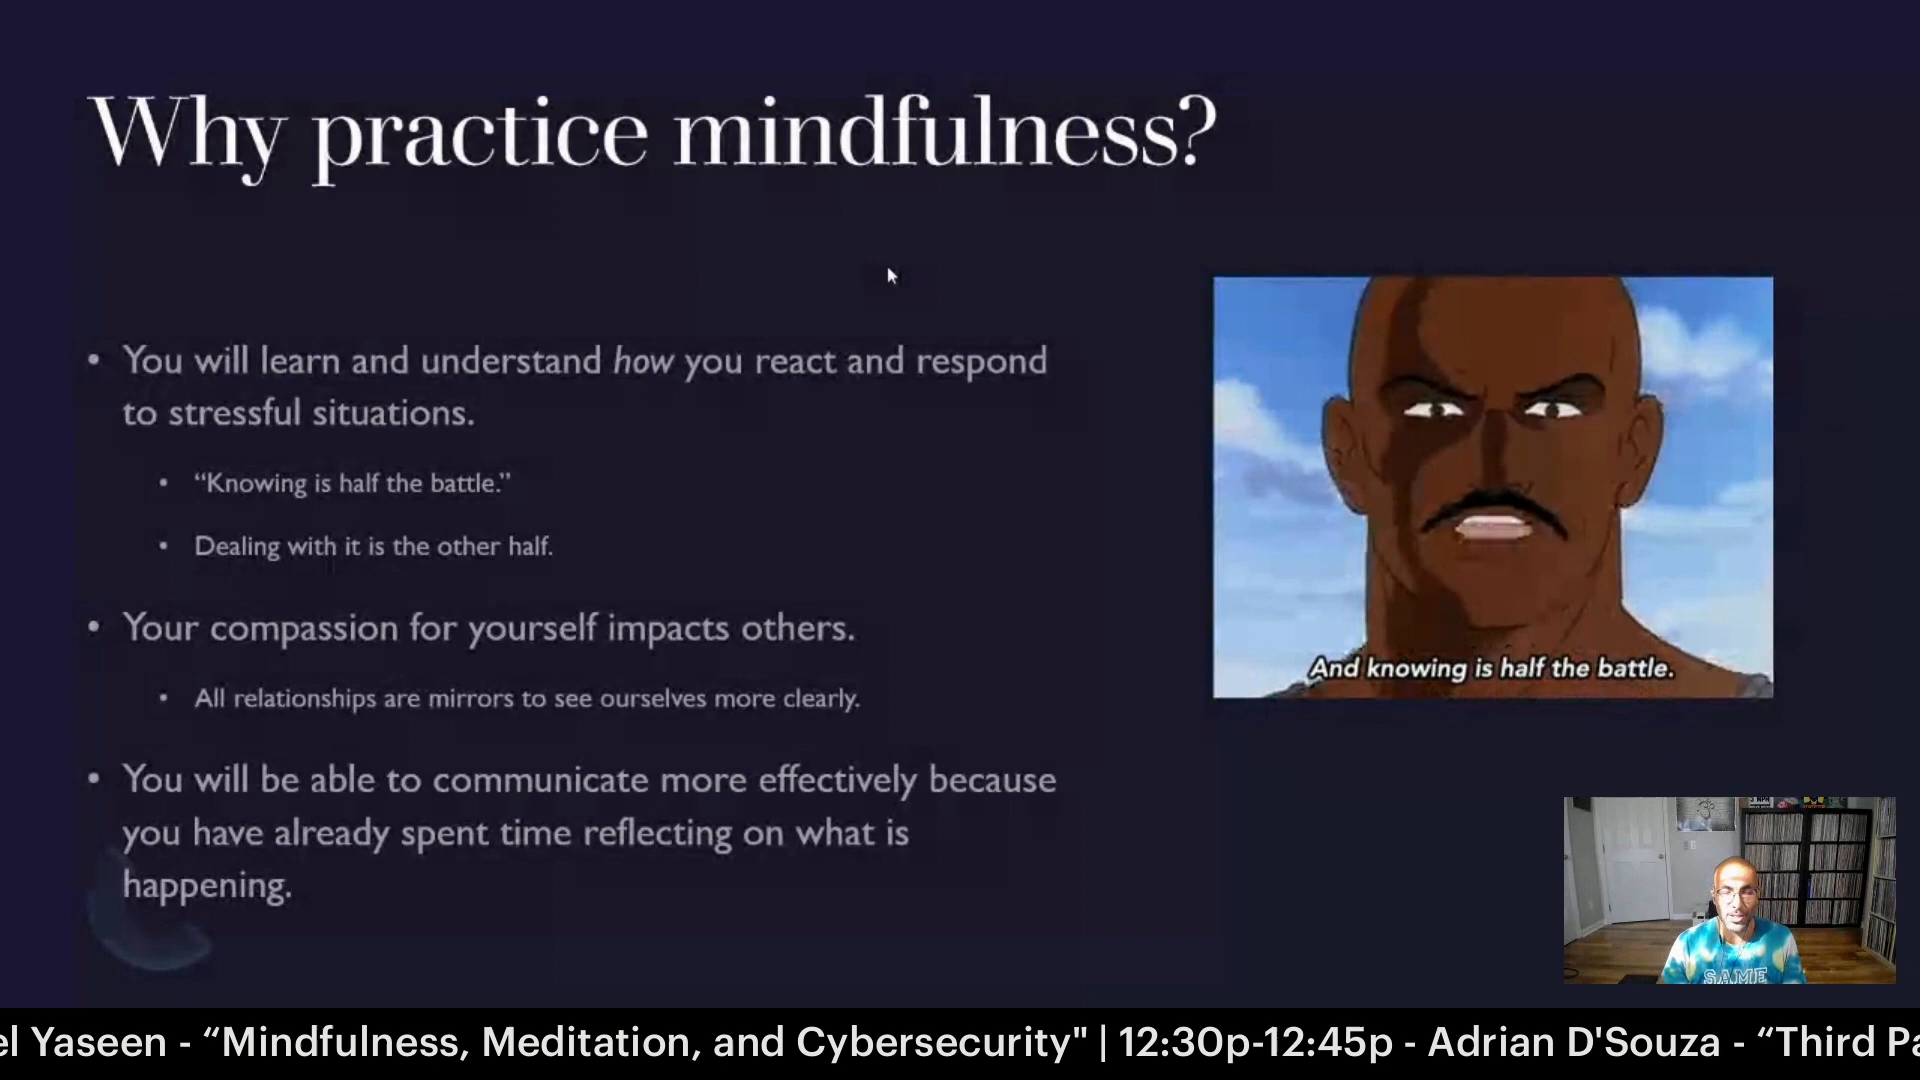 Why practice mindfulness?
• You will learn and understand how you react and respond
to stressful situations.
• “Knowing is half the battle.”
• Dealing with it is the other half.
• Your compassion for yourself impacts others.
• All relationships are mirrors to see ourselves more clearly.
• You will be able to communicate more effectively because
you have already spent time reflecting on what is
happening.
And knowing is half the battle.
SAME
el Yaseen - “Mindfulness, Meditation, and Cybersecurity" | 12:30p-12:45p - Adrian D'Souza - “Third Pa